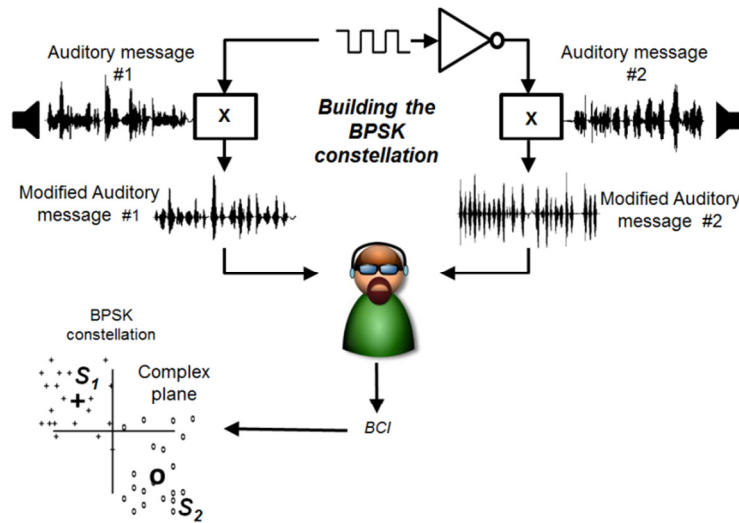 Auditory message
#1
X
Modified Auditory
message #1
Building the
BPSK
constellation
Auditory message
#2
X
Modified Auditory
message #2
BPSK
constellation
S1
Complex
plane
S2
BCI